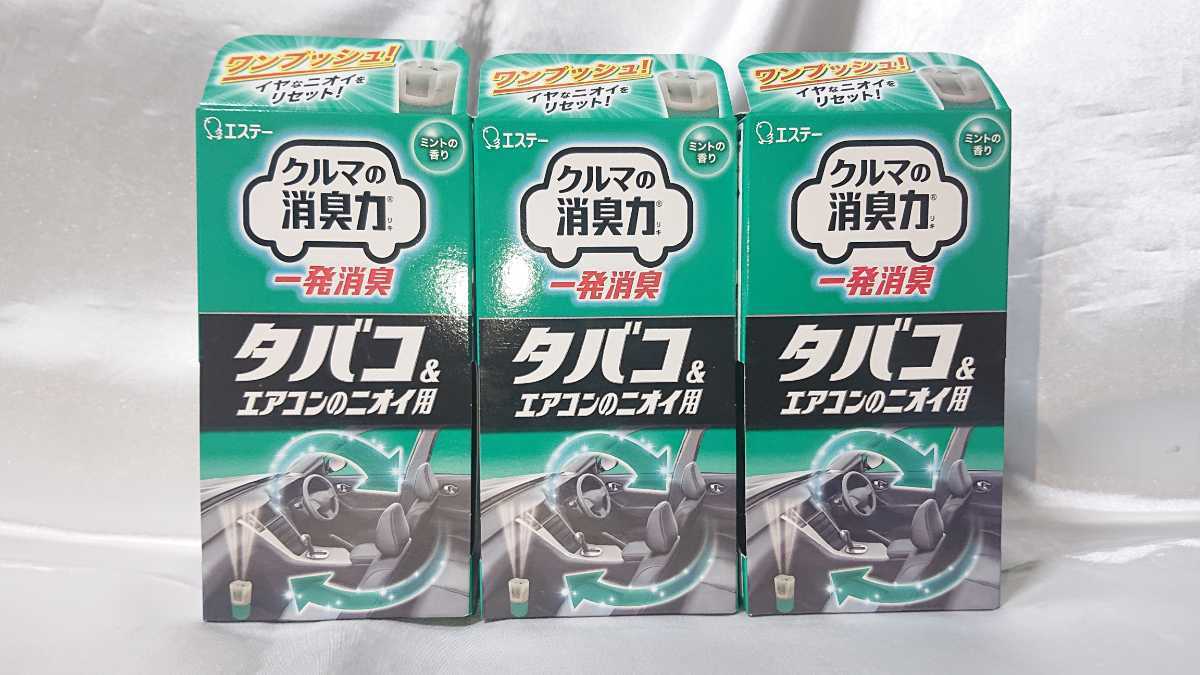 ワンプッシュ!
イヤなニオイを
リセット!
エステー
ミントの
香り
クルマの
消臭力®
リキ
一発消臭
タバコ&
エアコンのニオイ用
ワンプッシュ!
イヤなニオイを
リセット!
エステー
ミントの
香り
クルマの
消臭力®
リキ
一発消臭
タバコ&
エアコンのニオイ用
ワンプッシュ!
イヤなニオイを
リセット!
エステー
ミントの
香り
クルマの
消臭力®
リキ
一発消臭
タバコ&
エアコンのニオイ用